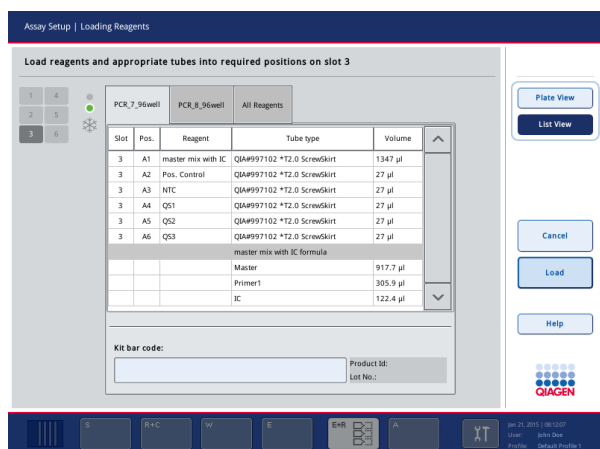 Assay Setup | Loading Reagents
Load reagents and appropriate tubes into required positions on slot 3
1 4
2 5
3 6
PCR_7_96well PCR_8_96well All Reagents
Slot Pos. Reagent Tube type Volume
3 A1 master mix with IC QIA#997102 *T2.0 ScrewSkirt 1347 µl
3 A2 Pos. Control QIA#997102 *T2.0 ScrewSkirt 27 µl
3 A3 NTC QIA#997102 *T2.0 ScrewSkirt 27 µl
3 A4 QS1 QIA#997102 *T2.0 ScrewSkirt 27 µl
3 A5 QS2 QIA#997102 *T2.0 ScrewSkirt 27 µl
3 A6 QS3 QIA#997102 *T2.0 ScrewSkirt 27 µl
master mix with IC formula
Master 917.7 µl
Primer1 305.9 µl
IC 122.4 µl
Kit bar code:
Product Id:
Lot No.:
Plate View
List View
Cancel
Load
Help
QIAGEN
S R+C W E E+R A
Jan 21, 2015 | 08:12:07
User: John Doe
Profile: Default Profile 1